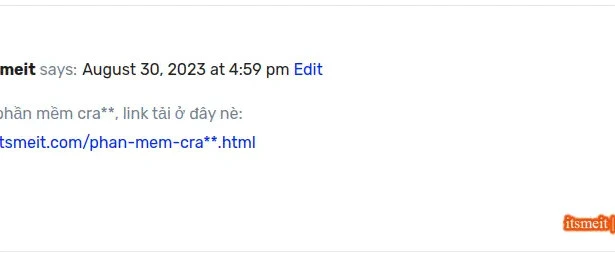 meit says: August 30, 2023 at 4:59 pm Edit
phần mềm cra**, link tải ở đây nè:
tsmeit.com/phan-mem-cra**.html
itsmeit |